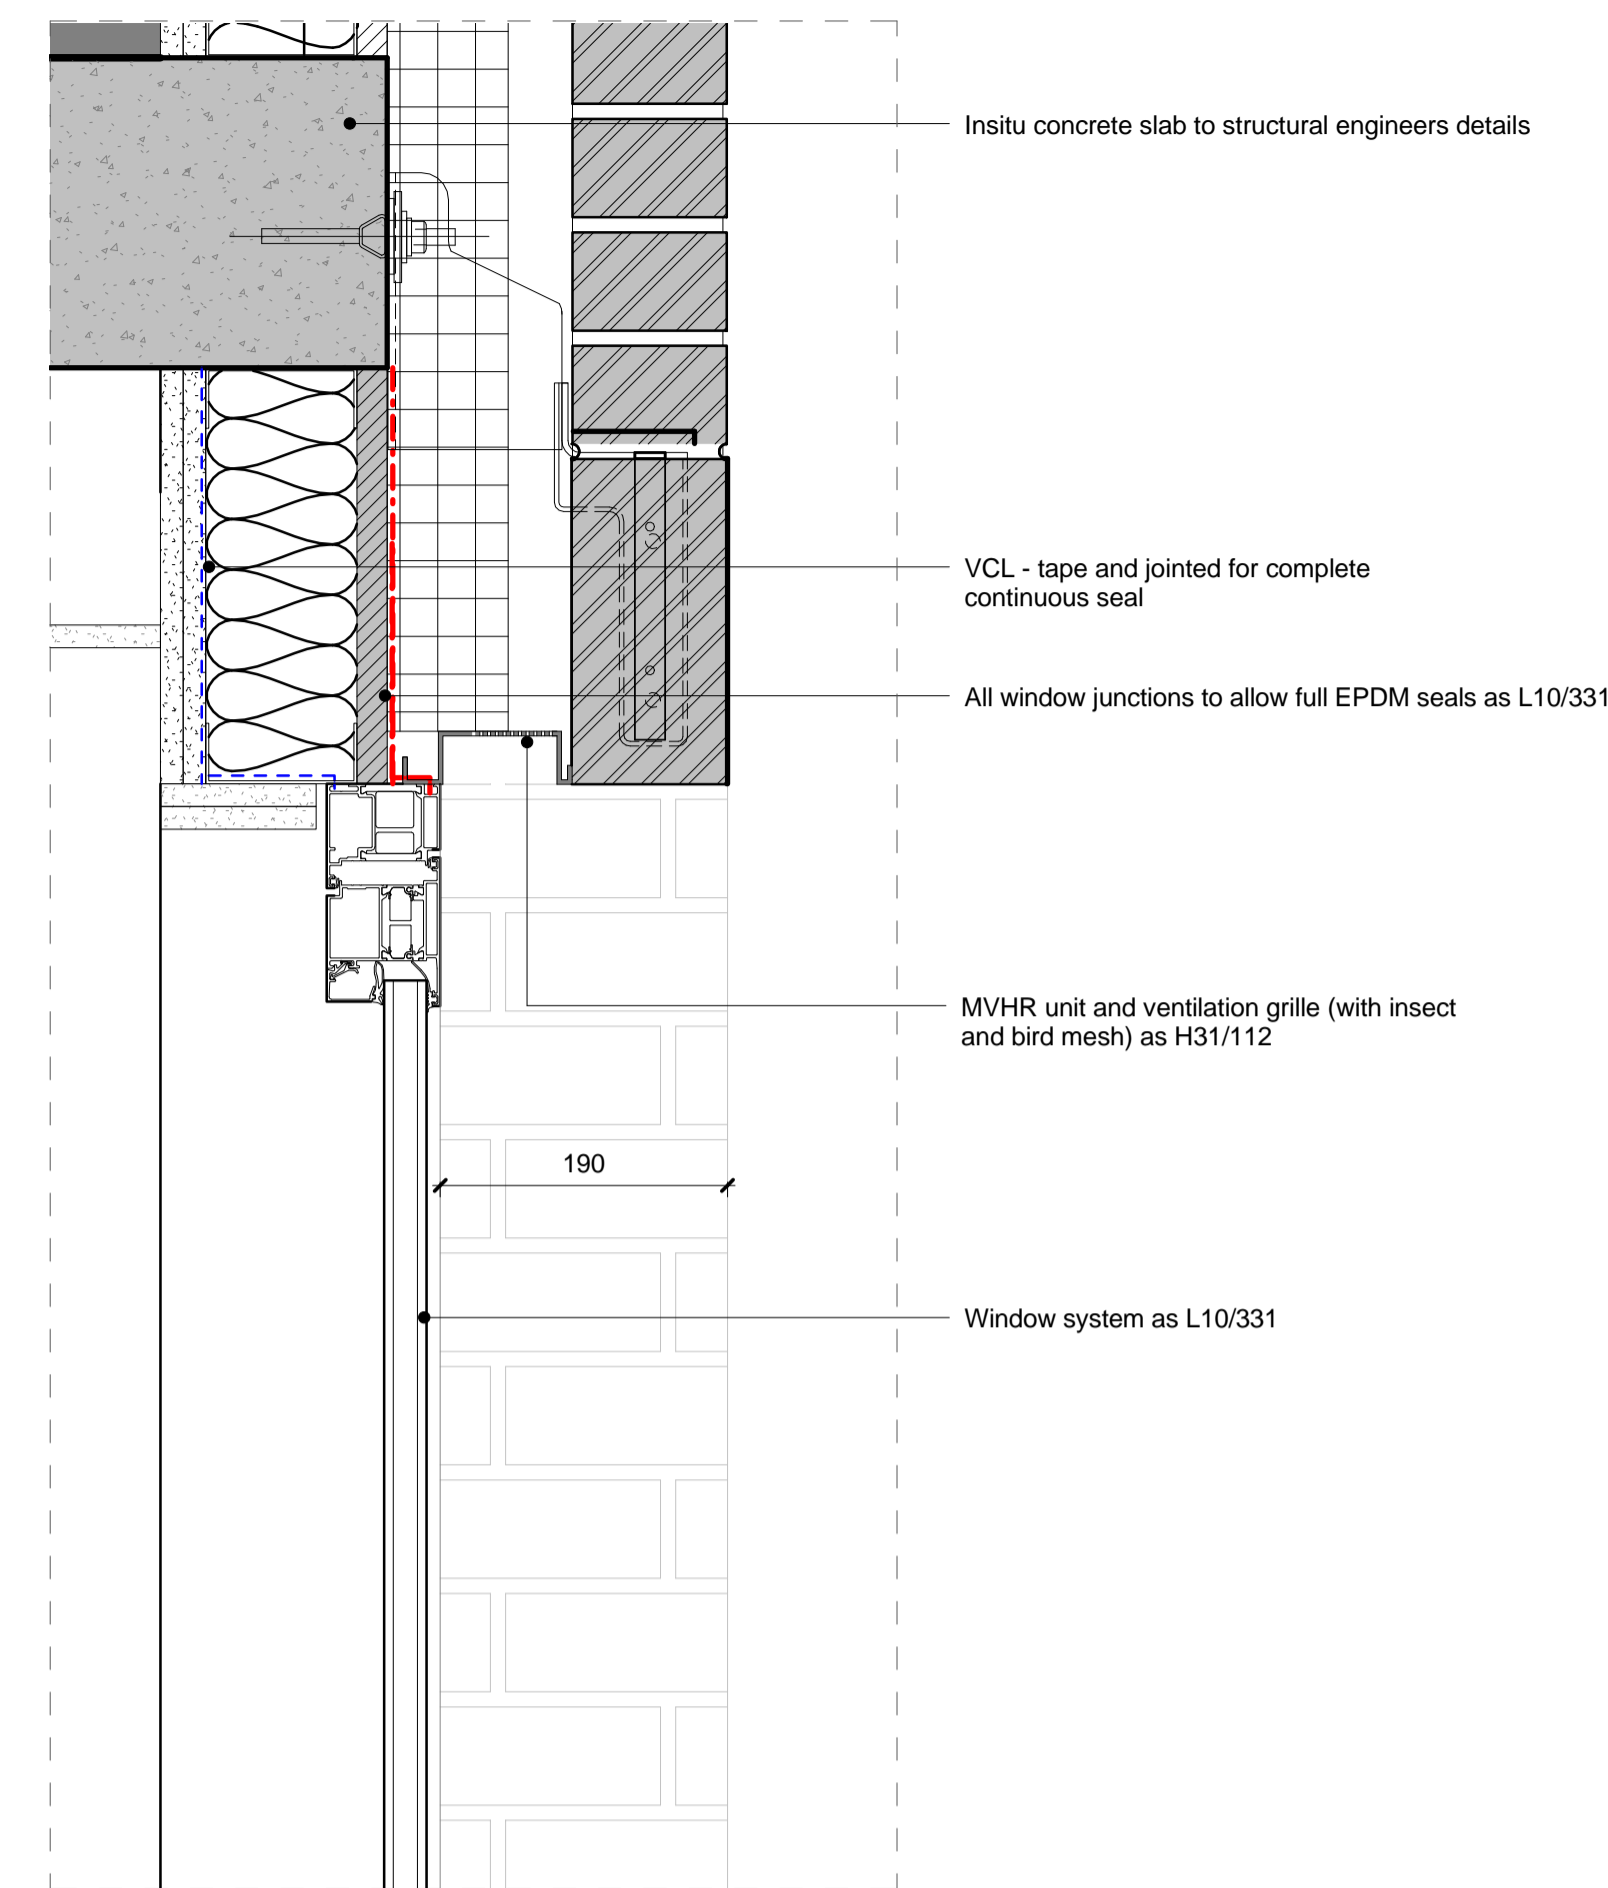 Insitu concrete slab to structural engineers details
VCL - tape and jointed for complete
continuous seal
All window junctions to allow full EPDM seals as L10/331
MVHR unit and ventilation grille (with insect
and bird mesh) as H31/112
190
Window system as L10/331